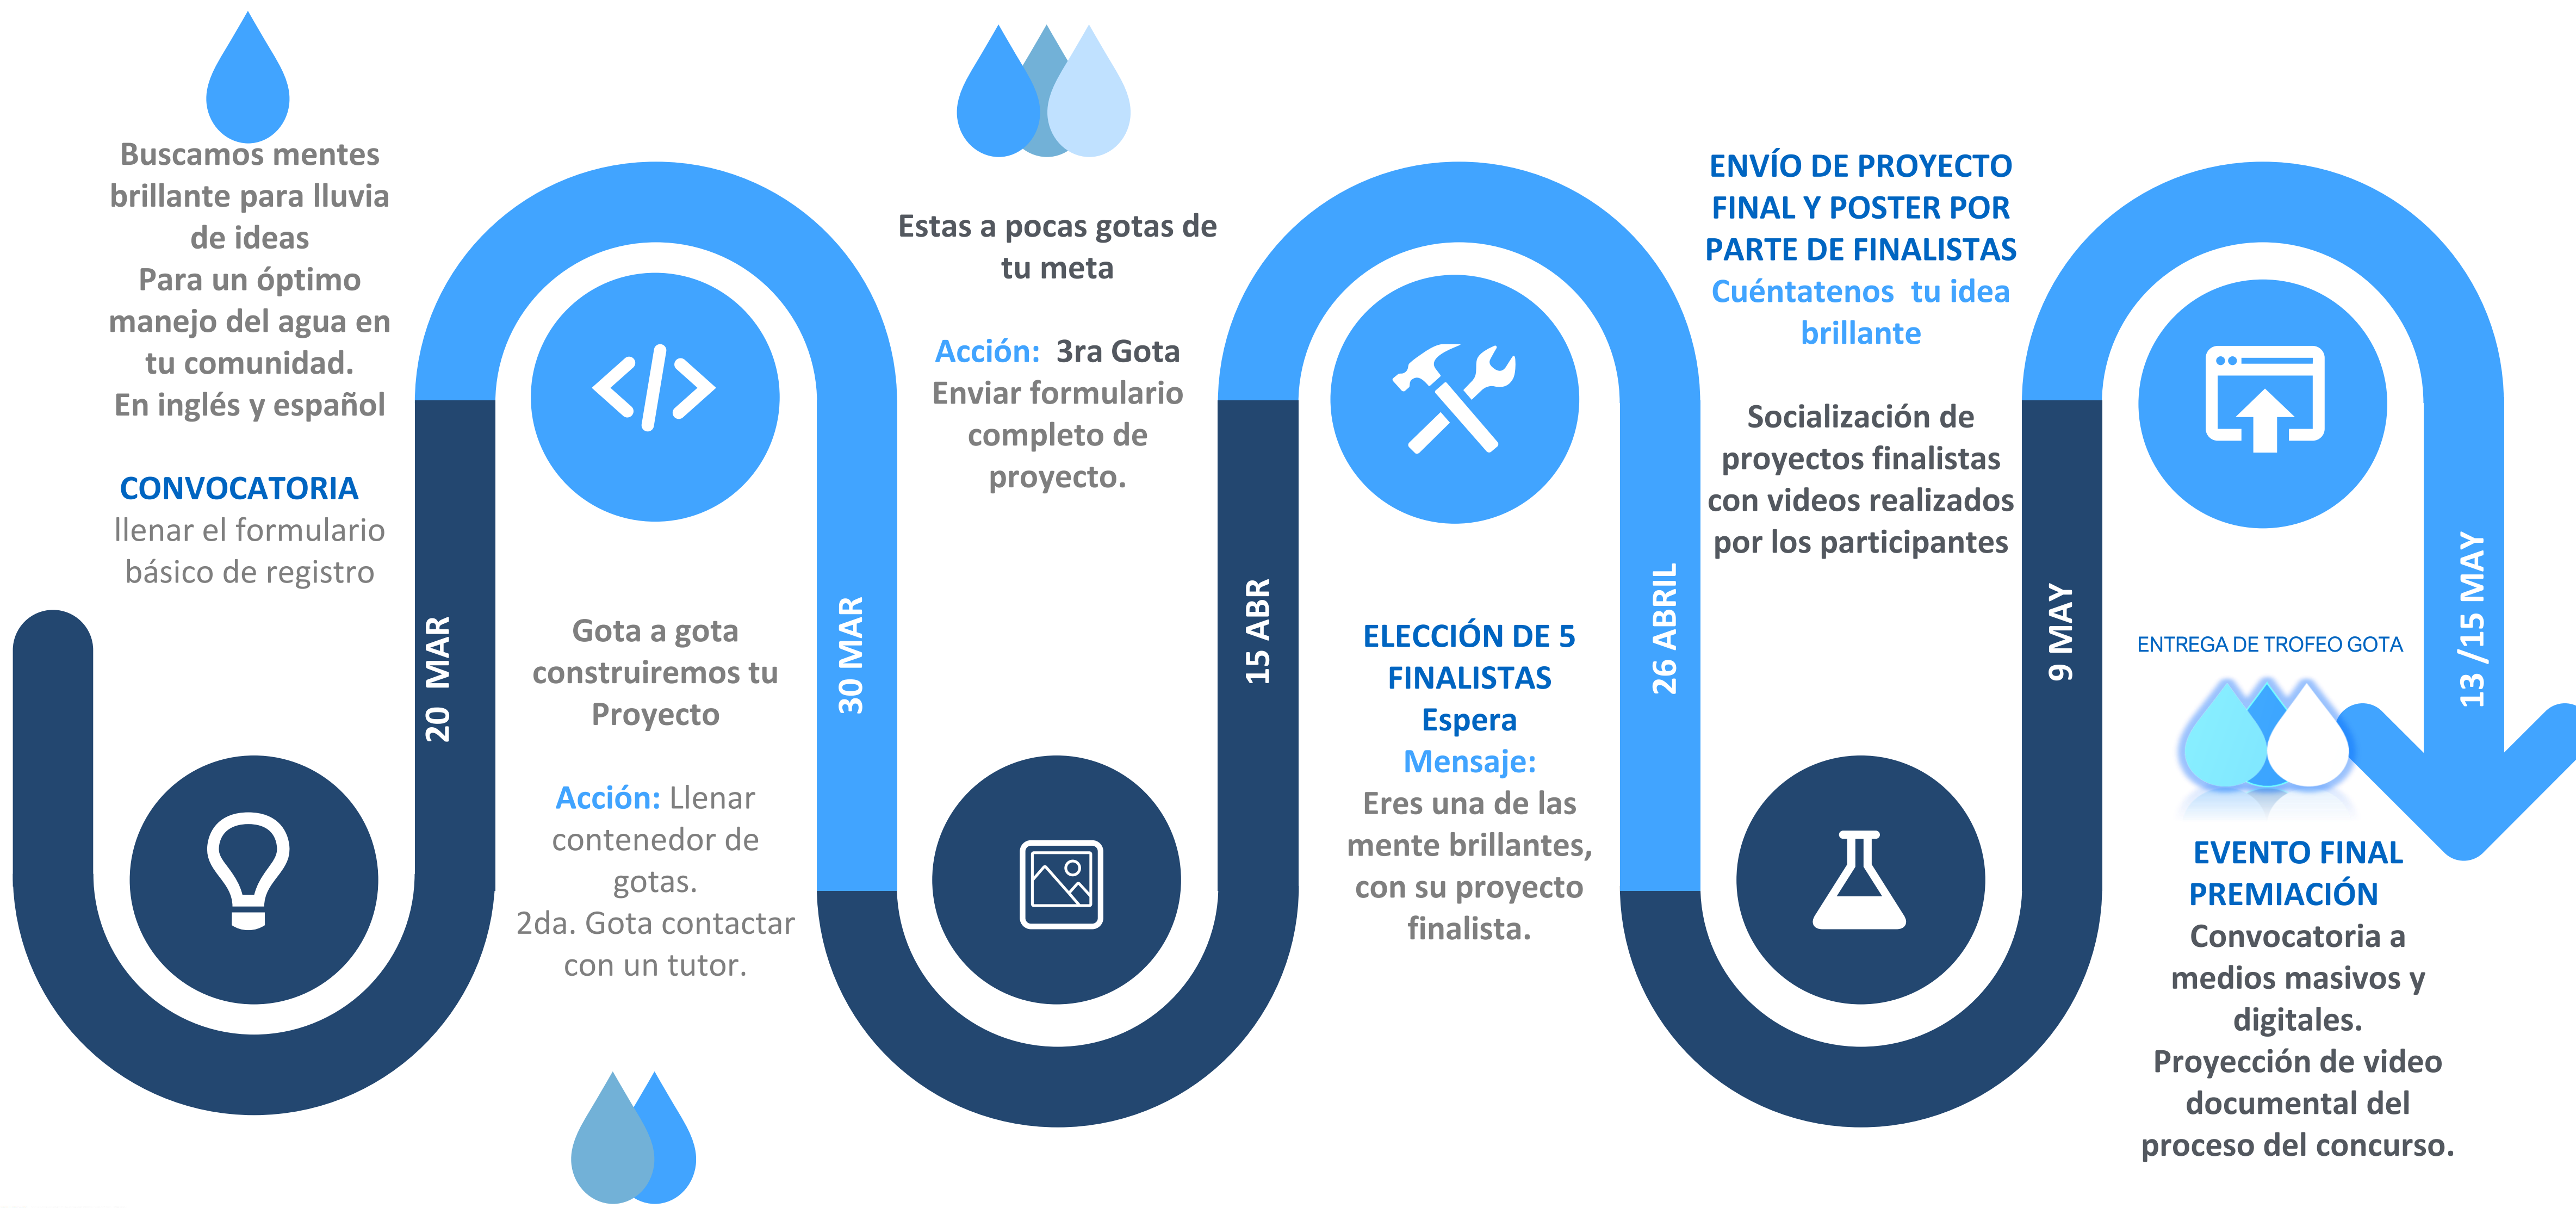 Buscamos mentes
brillante para lluvia
de ideas
Para un óptimo
manejo del agua en
tu comunidad.
En inglés y español
CONVOCATORIA
llenar el formulario
básico de registro
20 MAR
Gota a gota
construiremos tu
Proyecto
Acción: Llenar
contenedor de
gotas.
2da. Gota contactar
con un tutor.
30 MAR
Estas a pocas gotas de
tu meta
Acción: 3ra Gota
Enviar formulario
completo de
proyecto.
15 ABR
ELECCIÓN DE 5
FINALISTAS
Espera
Mensaje:
Eres una de las
mente brillantes,
con su proyecto
finalista.
26 ABRIL
ENVÍO DE PROYECTO
FINAL Y POSTER POR
PARTE DE FINALISTAS
Cuéntatenos tu idea
brillante
Socialización de
proyectos finalistas
con videos realizados
por los participantes
9 MAY
ENTREGA DE TROFEO GOTA
EVENTO FINAL
PREMIACIÓN
Convocatoria a
medios masivos y
digitales.
Proyección de video
documental del
proceso del concurso.
13 /15 MAY